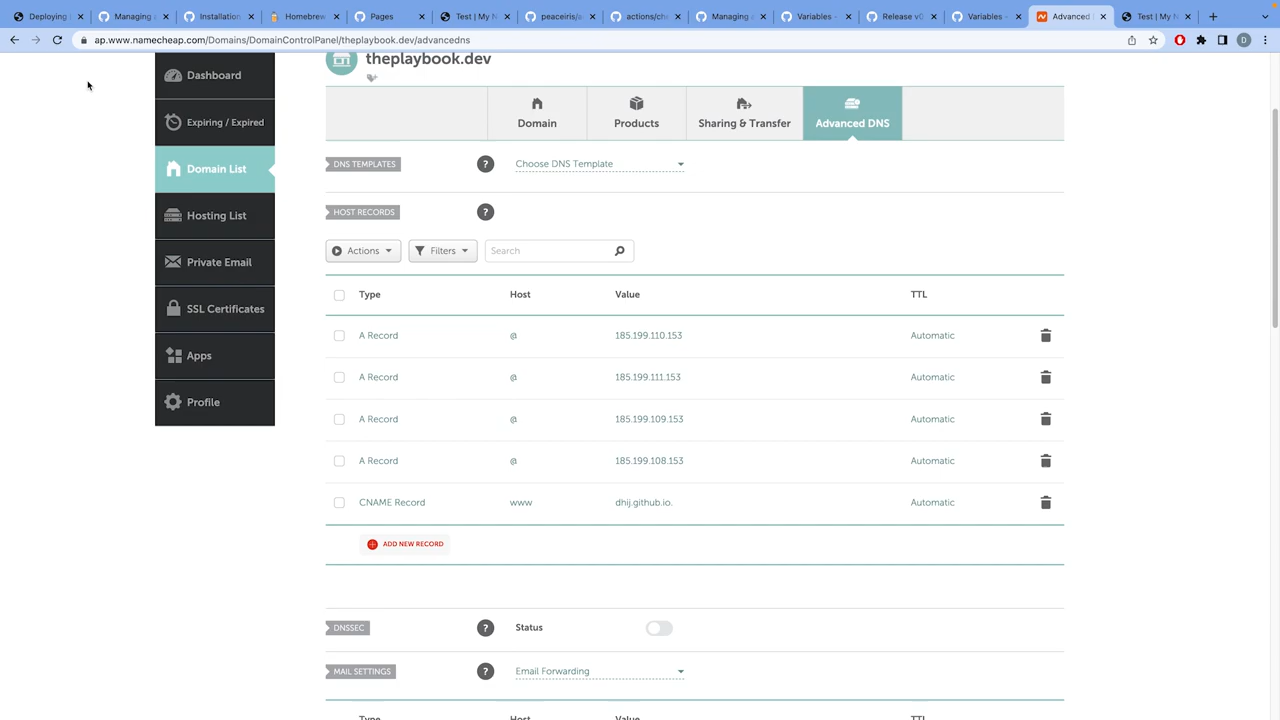 Deploying
Managing a
Installation
Homebrew
CNAME
Pages
Test | My N
peaceiris/a
actions/che
Managing a
Variables -
Release v0
Variables -
Advanced
Test | My N
ap.www.namecheap.com/Domains/DomainControlPanel/theplaybook.dev/advancedns
D
theplaybook.dev
Dashboard
Expiring / Expired
Domain List
Hosting List
Private Email
SSL Certificates
Apps
Profile
Domain
Products
Sharing & Transfer
Advanced DNS
DNS TEMPLATES ? Choose DNS Template
HOST RECORDS ?
Actions Filters Search
Type Host Value TTL
A Record @ 185.199.110.153 Automatic
A Record @ 185.199.111.153 Automatic
A Record @ 185.199.109.153 Automatic
A Record @ 185.199.108.153 Automatic
CNAME Record www dhij.github.io. Automatic
ADD NEW RECORD
DNSSEC ? Status
MAIL SETTINGS ? Email Forwarding
Type Host Value TTL